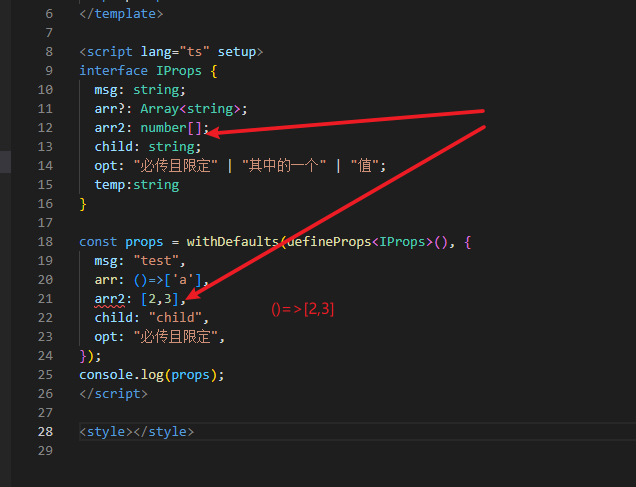 6 </template>
7
8 <script lang="ts" setup>
9 interface IProps {
10 msg: string;
11 arr?: Array<string>;
12 arr2: number[];
13 child: string;
14 opt: "必传且限定" | "其中的一个" | "值";
15 temp:string
16 }
17
18 const props = withDefaults(defineProps<IProps>(), {
19 msg: "test",
20 arr: ()=>['a'],
21 arr2: [2,3],
22 child: "child",
()=>[2,3]
23 opt: "必传且限定",
24 });
25 console.log(props);
26 </script>
27
28 <style></style>
29